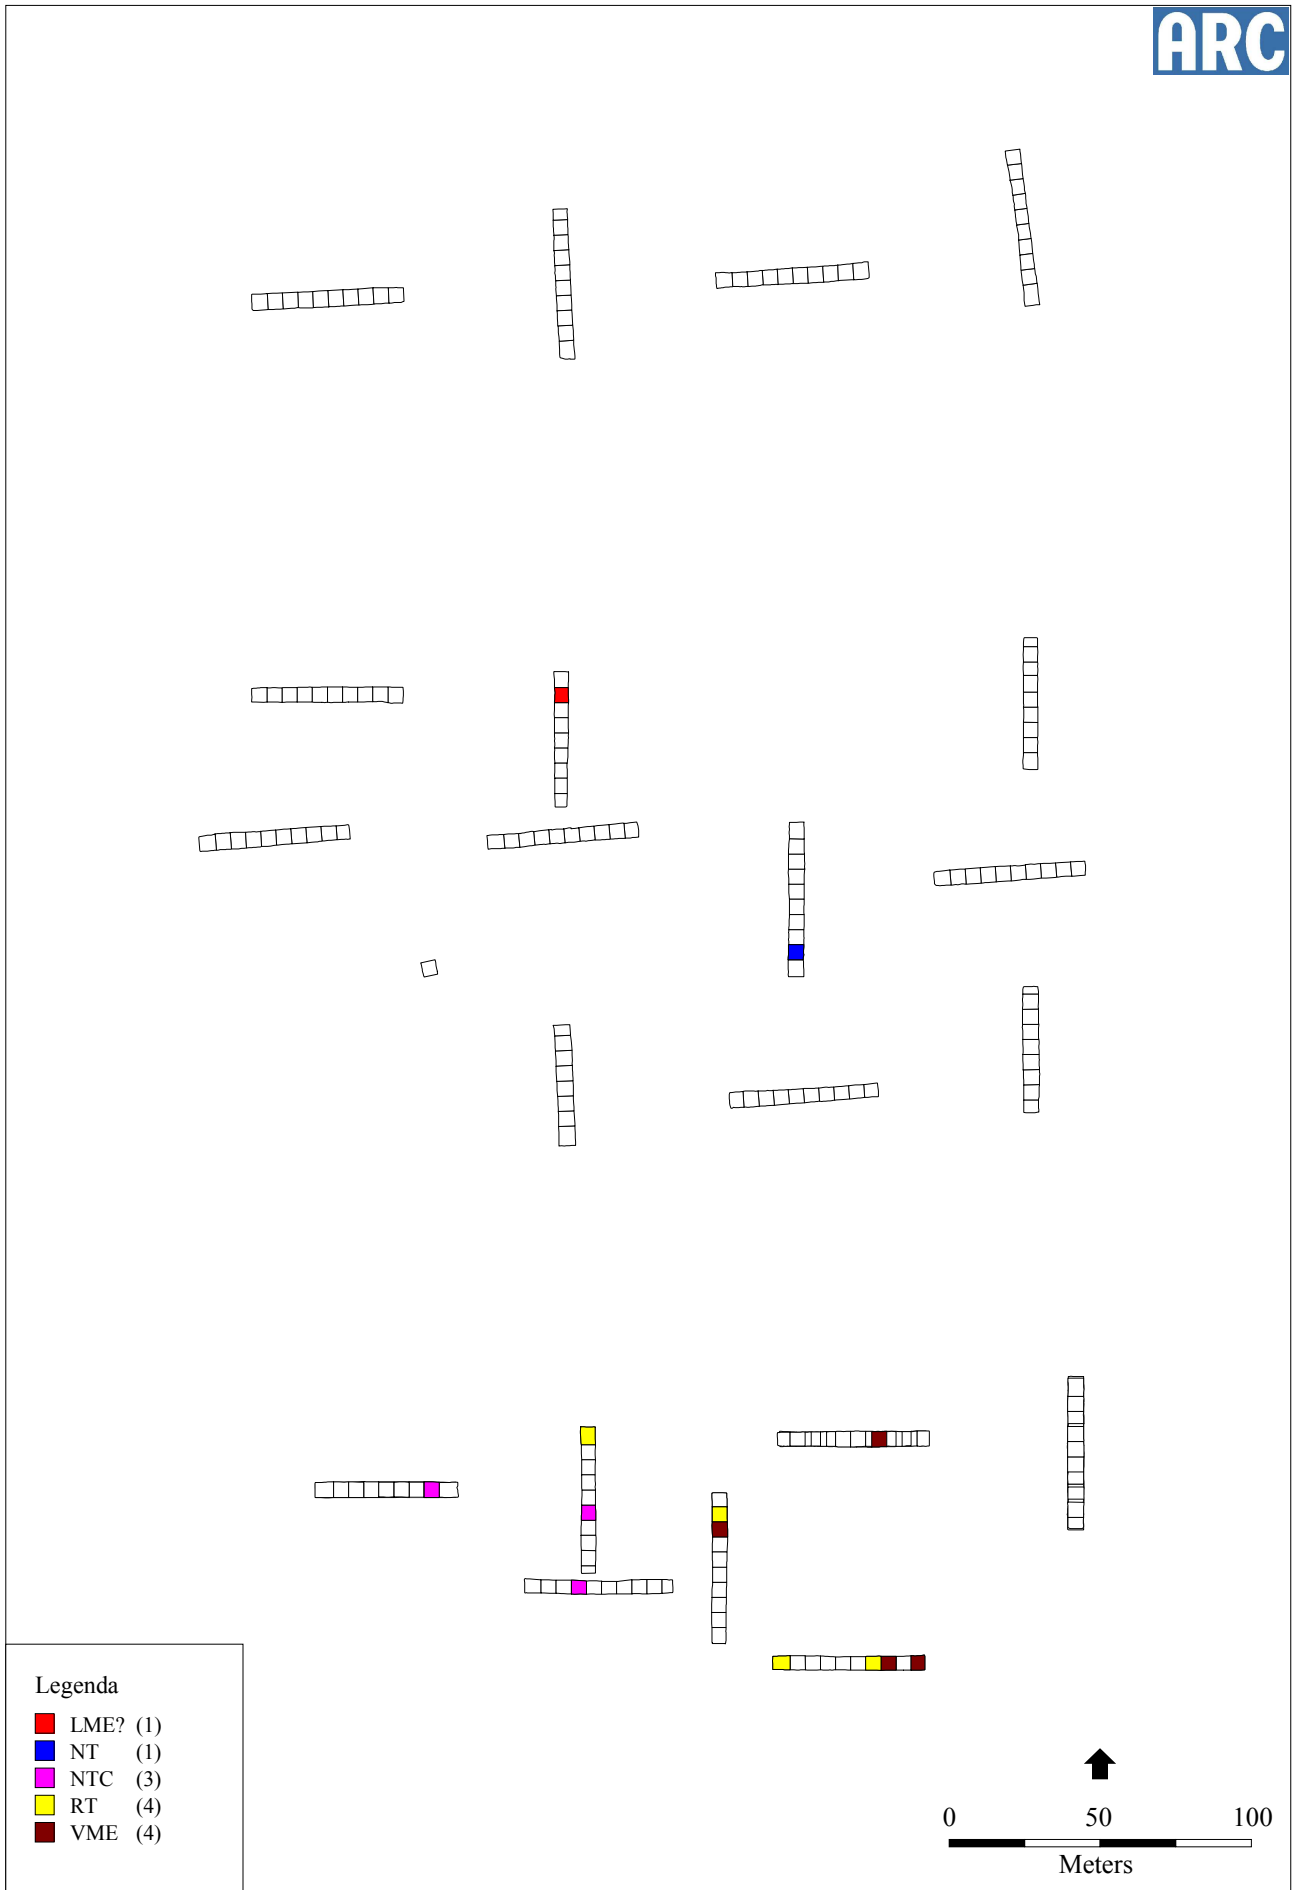 ARC
Legenda
LME? (1)
NT (1)
NTC (3)
RT (4)
VME (4)
0 50 100
Meters